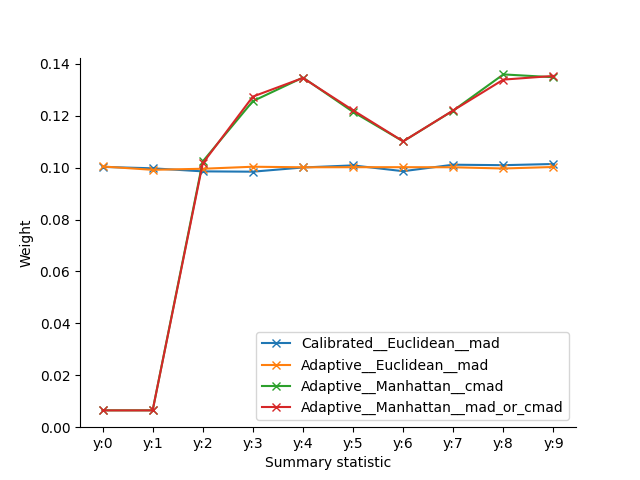 0.14
0.12
0.10
0.08
0.06
0.04
0.02
0.00
Weight
y:0 y:1 y:2 y:3 y:4 y:5 y:6 y:7 y:8 y:9
Summary statistic
Calibrated__Euclidean__mad
Adaptive__Euclidean__mad
Adaptive__Manhattan__cmad
Adaptive__Manhattan__mad_or_cmad